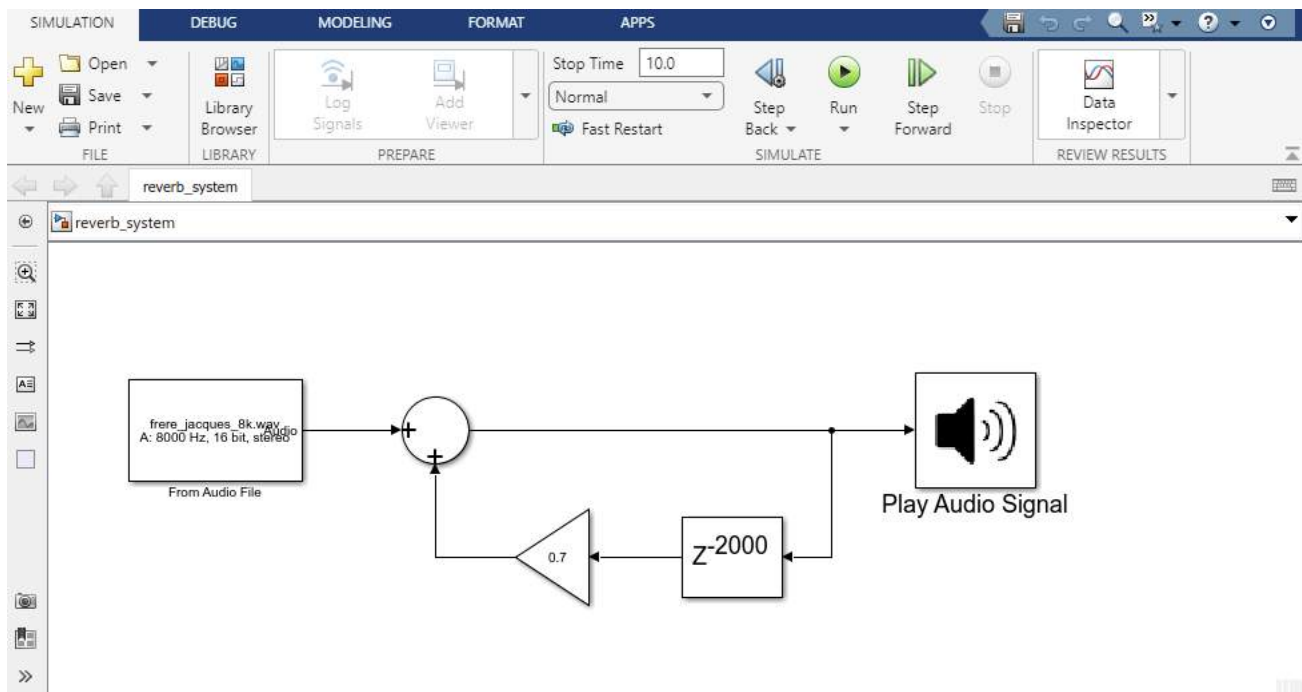 SIMULATION DEBUG MODELING FORMAT APPS
New
Open
Save
Print
FILE
Library
Browser
LIBRARY
Log
Signals
Add
Viewer
PREPARE
Stop Time 10.0
Normal
Fast Restart
Step
Back
Run
Step
Forward
Stop
SIMULATE
Data
Inspector
REVIEW RESULTS
reverb_system
reverb_system
frere_jacques_8k.wav
A: 8000 Hz, 16 bit, stereo
Audio
From Audio File
+
+
0.7
Z-2000
Play Audio Signal